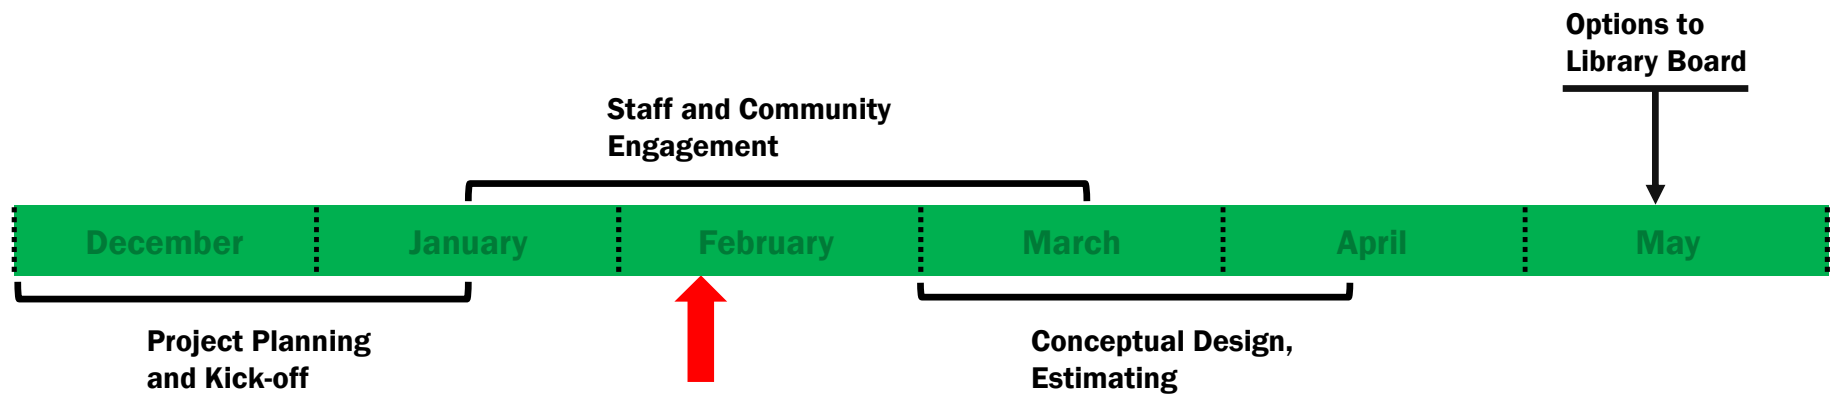 Options to
Library Board
Staff and Community
Engagement
December January February March April May
Project Planning
and Kick-off
Conceptual Design,
Estimating